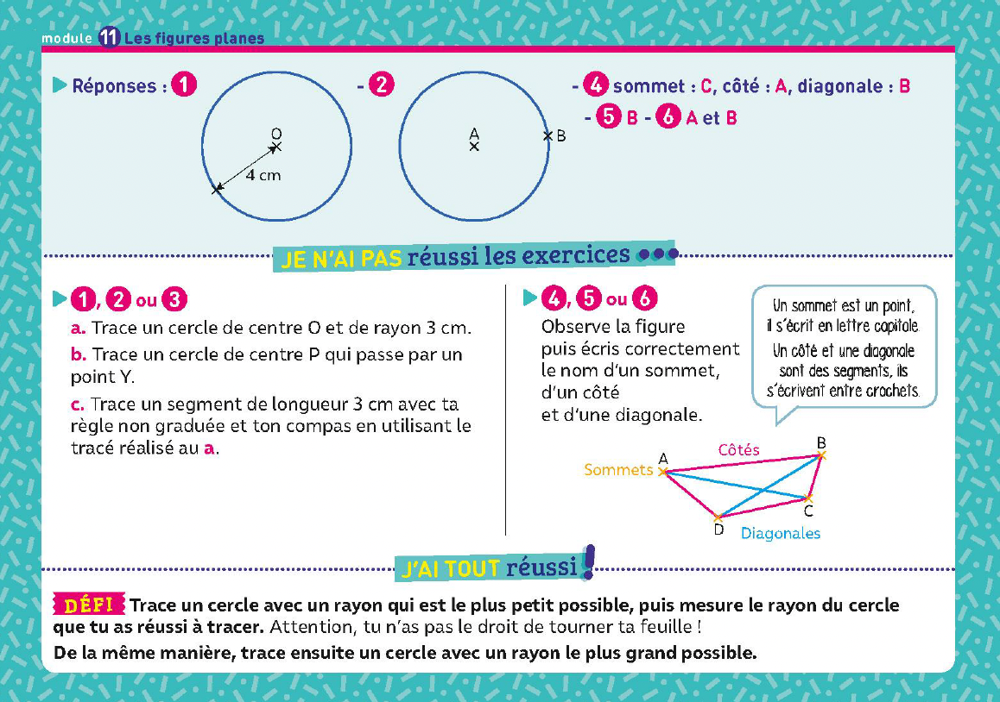 module 11 Les figures planes
Réponses : 1
O
4 cm
- 2
A
B
- 4 sommet : C, côté : A, diagonale : B
- 5 B - 6 A et B
JE N'AI PAS réussi les exercices
1, 2 ou 3
a. Trace un cercle de centre O et de rayon 3 cm.
b. Trace un cercle de centre P qui passe par un
point Y.
c. Trace un segment de longueur 3 cm avec ta
règle non graduée et ton compas en utilisant le
tracé réalisé au a.
4, 5 ou 6
Observe la figure
puis écris correctement
le nom d'un sommet,
d'un côté
et d'une diagonale.
Un sommet est un point,
il s'écrit en lettre capitale.
Un côté et une diagonale
sont des segments, ils
s'écrivent entre crochets.
Sommets
A
Côtés
B
C
D
Diagonales
J'AI TOUT réussi !
DÉFI Trace un cercle avec un rayon qui est le plus petit possible, puis mesure le rayon du cercle
que tu as réussi à tracer. Attention, tu n'as pas le droit de tourner ta feuille !
De la même manière, trace ensuite un cercle avec un rayon le plus grand possible.